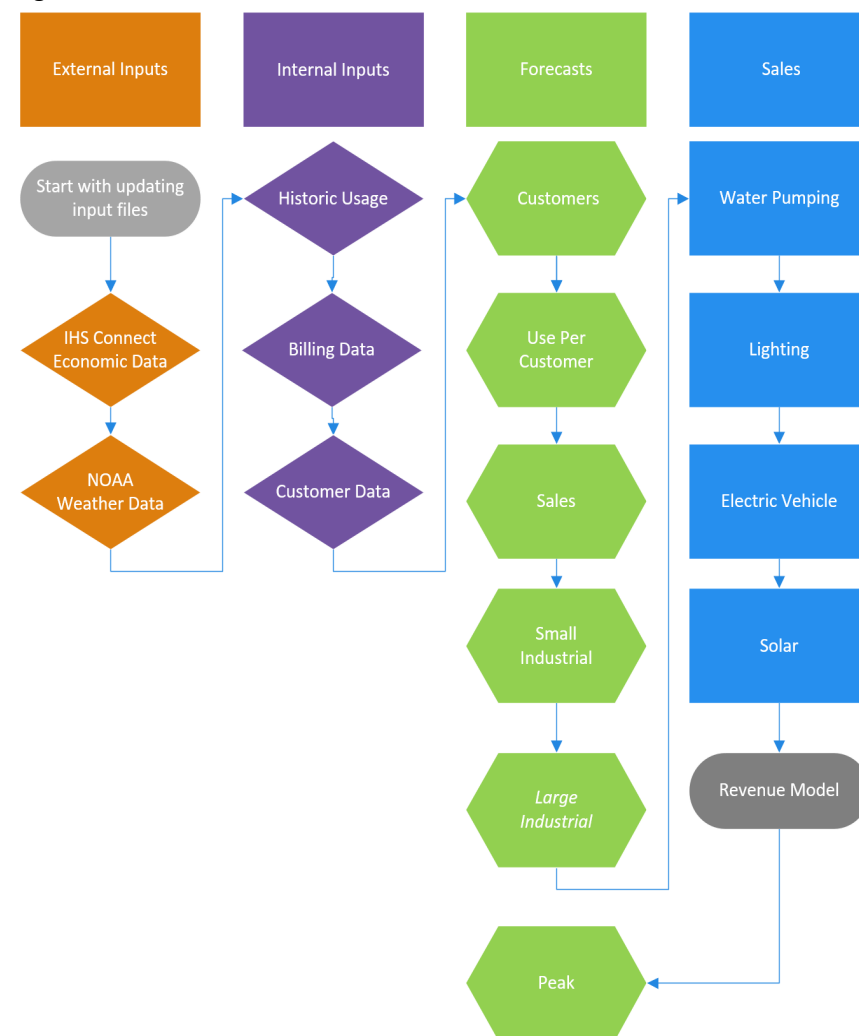 External Inputs
Internal Inputs
Forecasts
Sales
Start with updating
input files
Historic Usage
Customers
Water Pumping
IHS Connect
Economic Data
Billing Data
Use Per
Customer
Lighting
NOAA
Weather Data
Customer Data
Sales
Electric Vehicle
Small
Industrial
Solar
Large
Industrial
Revenue Model
Peak